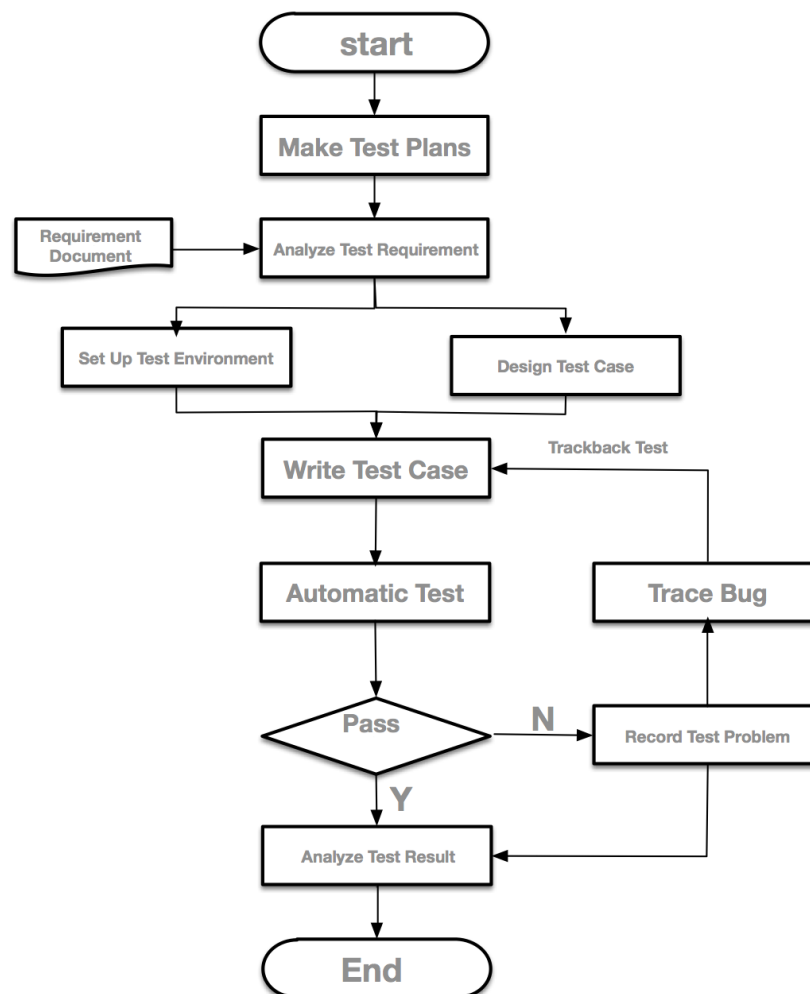 start
Make Test Plans
Requirement
Document
Analyze Test Requirement
Set Up Test Environment
Design Test Case
Trackback Test
Write Test Case
Automatic Test
Trace Bug
Pass
N
Record Test Problem
Y
Analyze Test Result
End